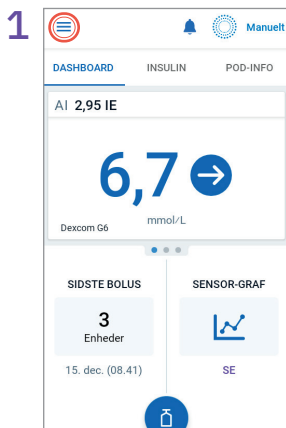 1
Manuelt
DASHBOARD INSULIN POD-INFO
AI 2,95 IE
6,7
mmol/L
Dexcom G6
SIDSTE BOLUS SENSOR-GRAF
3
Enheder
15. dec. (08.41) SE